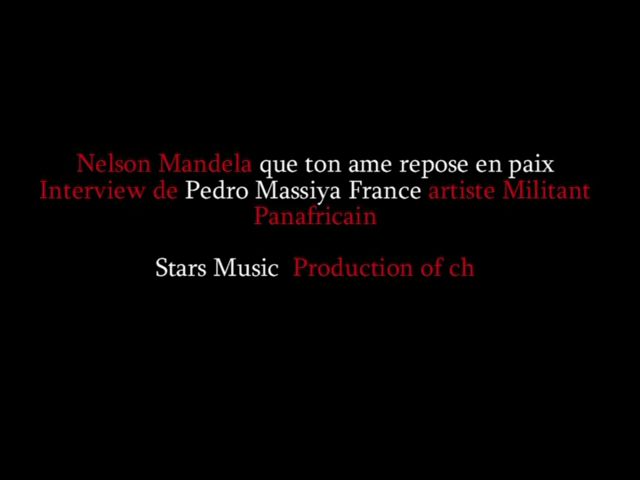 Nelson Mandela que ton ame repose en paix
Interview de Pedro Massiya France artiste Militant
Panafricain
Stars Music Production of ch